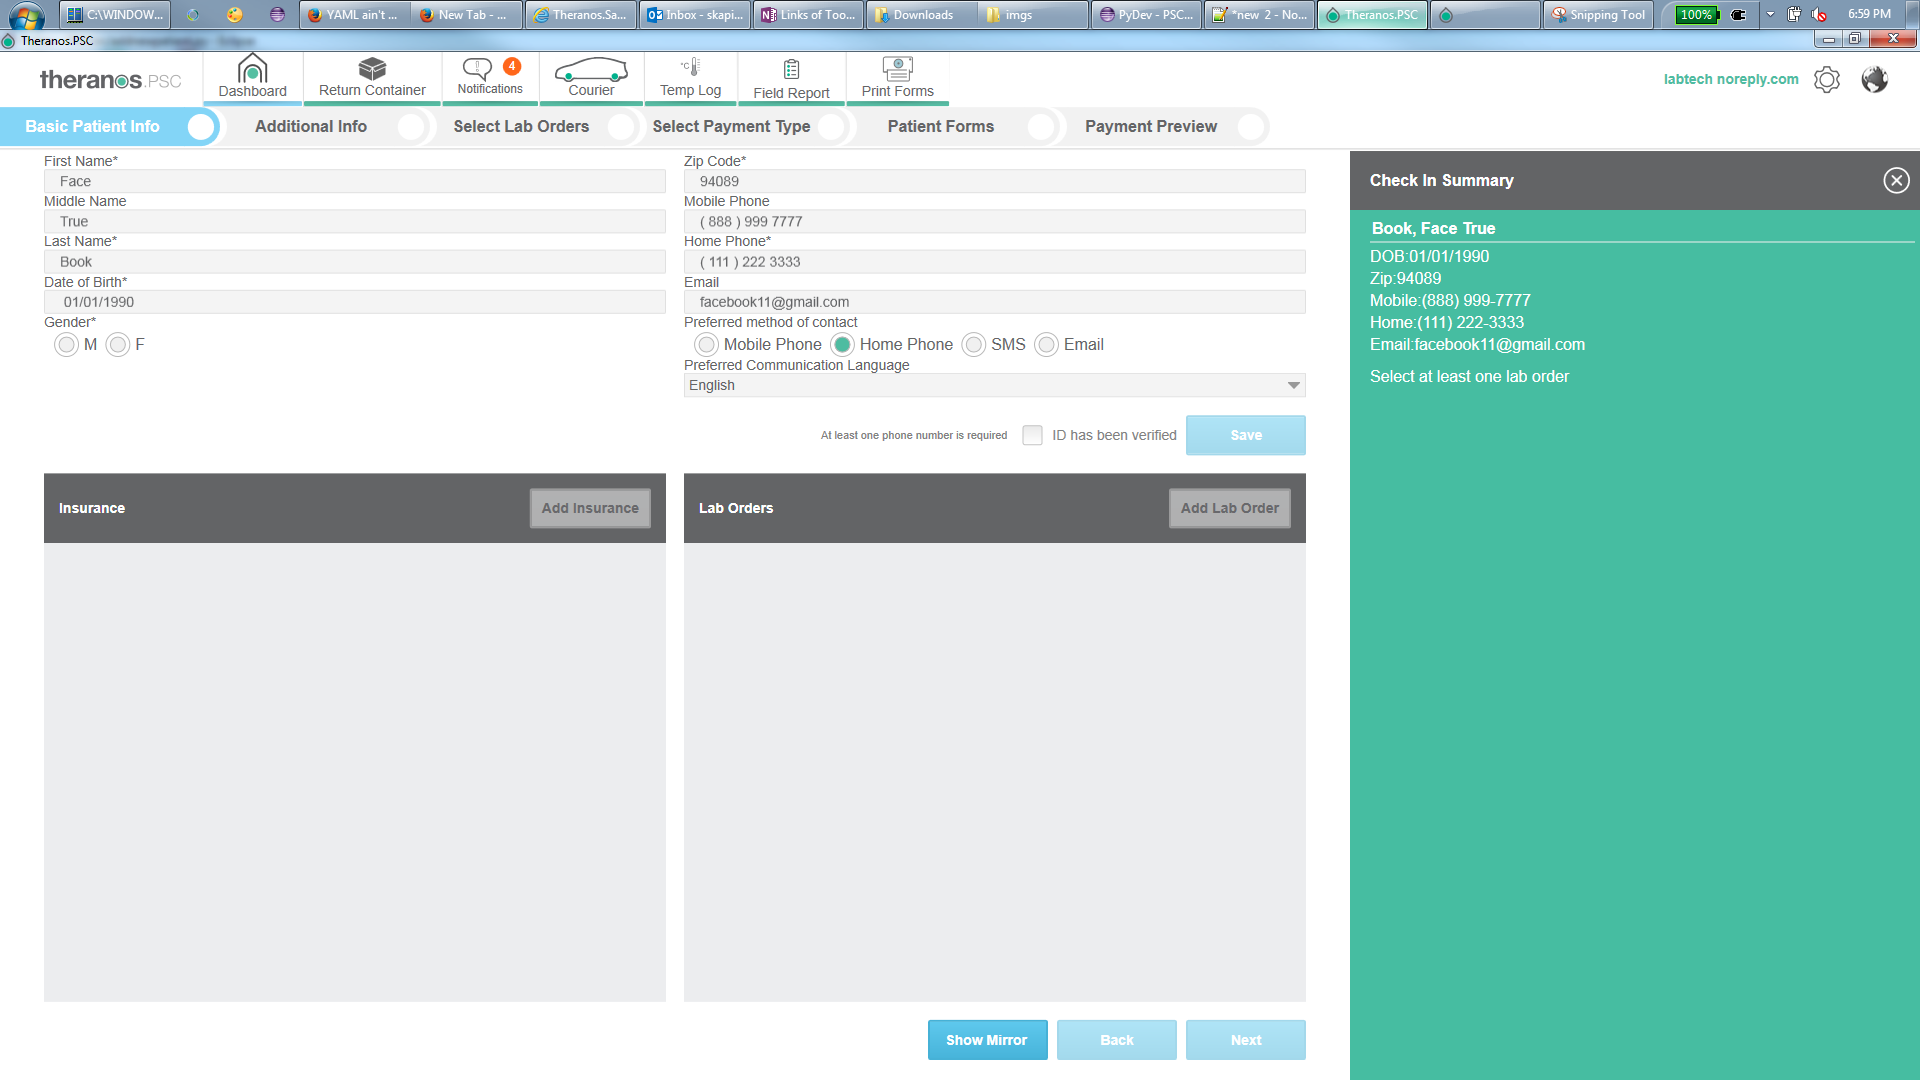 C:\WINDOW...
YAML ain't ...
New Tab - ...
Theranos.Sa...
Inbox - skapi...
Links of Too...
Downloads
imgs
PyDev - PSC...
*new 2 - No...
Theranos.PSC
Snipping Tool
100%
6:59 PM
Theranos.PSC
theranos.PSC
Dashboard
Return Container
4
Notifications
Courier
°C
Temp Log
Field Report
Print Forms
labtech noreply.com
Basic Patient Info
Additional Info
Select Lab Orders
Select Payment Type
Patient Forms
Payment Preview
First Name*
Face
Middle Name
True
Last Name*
Book
Date of Birth*
01/01/1990
Gender*
M F
Zip Code*
94089
Mobile Phone
( 888 ) 999 7777
Home Phone*
( 111 ) 222 3333
Email
facebook11@gmail.com
Preferred method of contact
Mobile Phone Home Phone SMS Email
Preferred Communication Language
English
At least one phone number is required ID has been verified Save
Insurance Add Insurance
Lab Orders Add Lab Order
Show Mirror Back Next
Check In Summary
Book, Face True
DOB:01/01/1990
Zip:94089
Mobile:(888) 999-7777
Home:(111) 222-3333
Email:facebook11@gmail.com
Select at least one lab order